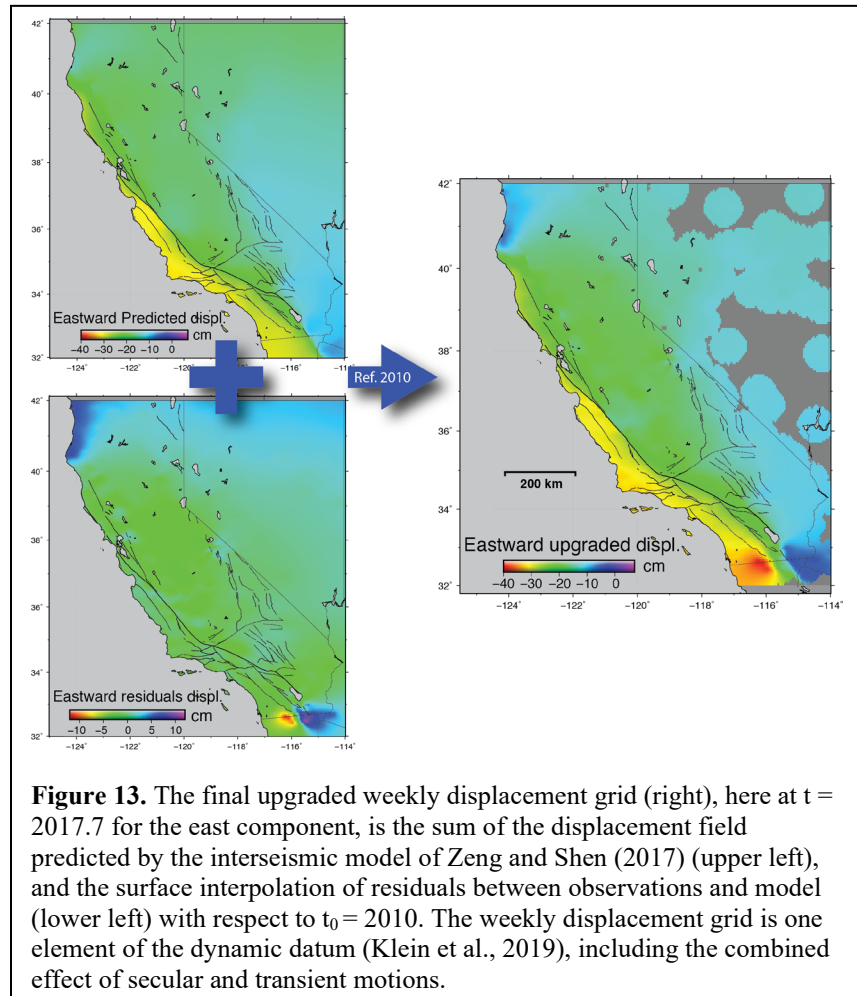 42°
40°
38°
36°
34°
32°
Eastward Predicted displ.
cm
−40 −30 −20 −10 0
−124° −122° −120° −118° −116° −114°
Ref. 2010
42°
40°
38°
36°
34°
32°
Eastward residuals displ.
cm
−10 −5 0 5 10
−124° −122° −120° −118° −116° −114°
42°
40°
38°
36°
34°
32°
200 km
Eastward upgraded displ.
cm
−40 −30 −20 −10 0
−124° −122° −120° −118° −116° −114°
Figure 13. The final upgraded weekly displacement grid (right), here at t =
2017.7 for the east component, is the sum of the displacement field
predicted by the interseismic model of Zeng and Shen (2017) (upper left),
and the surface interpolation of residuals between observations and model
(lower left) with respect to t₀ = 2010. The weekly displacement grid is one
element of the dynamic datum (Klein et al., 2019), including the combined
effect of secular and transient motions.